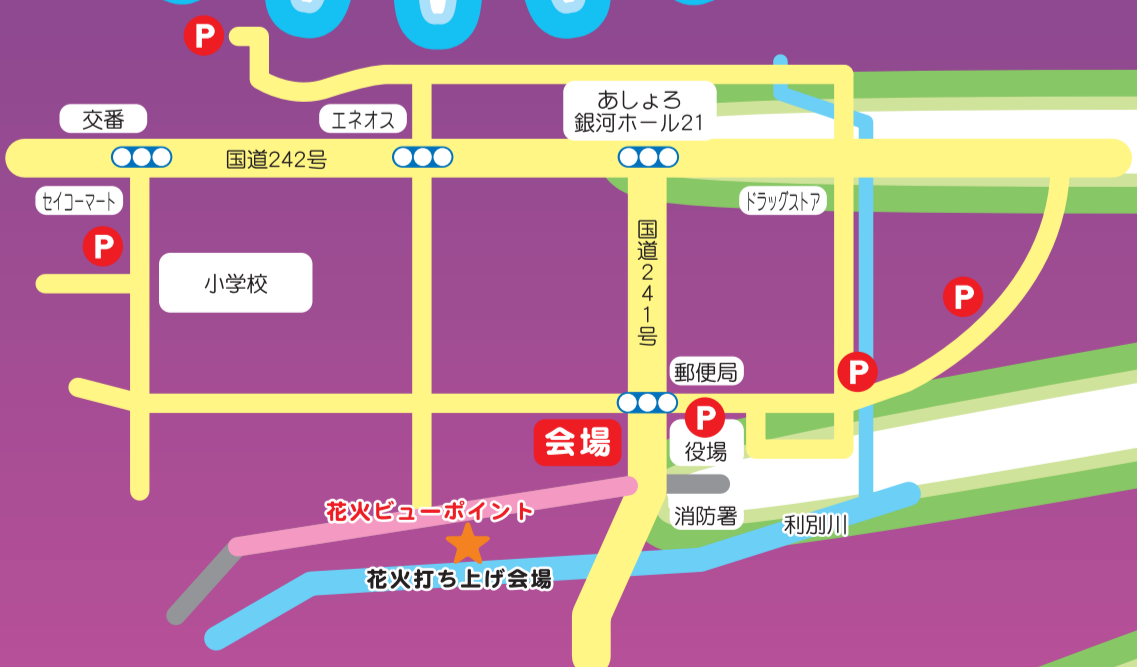 P
交番
エネオス
あしょろ
銀河ホール21
国道242号
セイコーマート
ドラッグストア
P
小学校
国道241号
P
郵便局
P
P
会場
役場
花火ビューポイント
消防署
利別川
花火打ち上げ会場